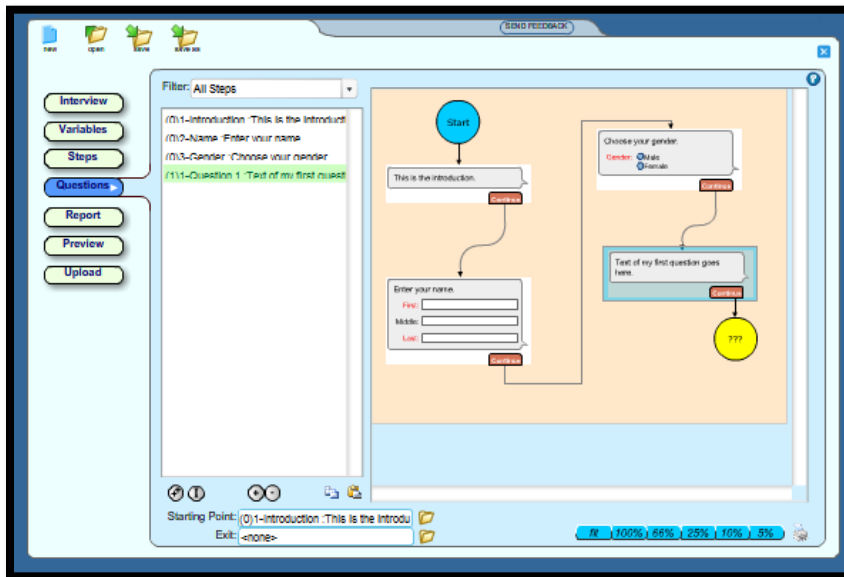 SEND FEEDBACK
new open save save as
Filter: All Steps
Interview
Variables
Steps
Questions
Report
Preview
Upload
(0)1-Introduction :This is the Introduct
(0)2-Name :Enter your name.
(0)3-Gender :Choose your gender.
(1)1-Question 1 :Text of my first questi
Start
This is the introduction.
Continue
Enter your name.
First:
Middle:
Last:
Continue
Choose your gender.
Gender: Male
Female
Continue
Text of my first question goes
here.
Continue
???
Starting Point: (0)1-Introduction :This is the Introdu
Exit: <none>
fit 100% 66% 25% 10% 5%